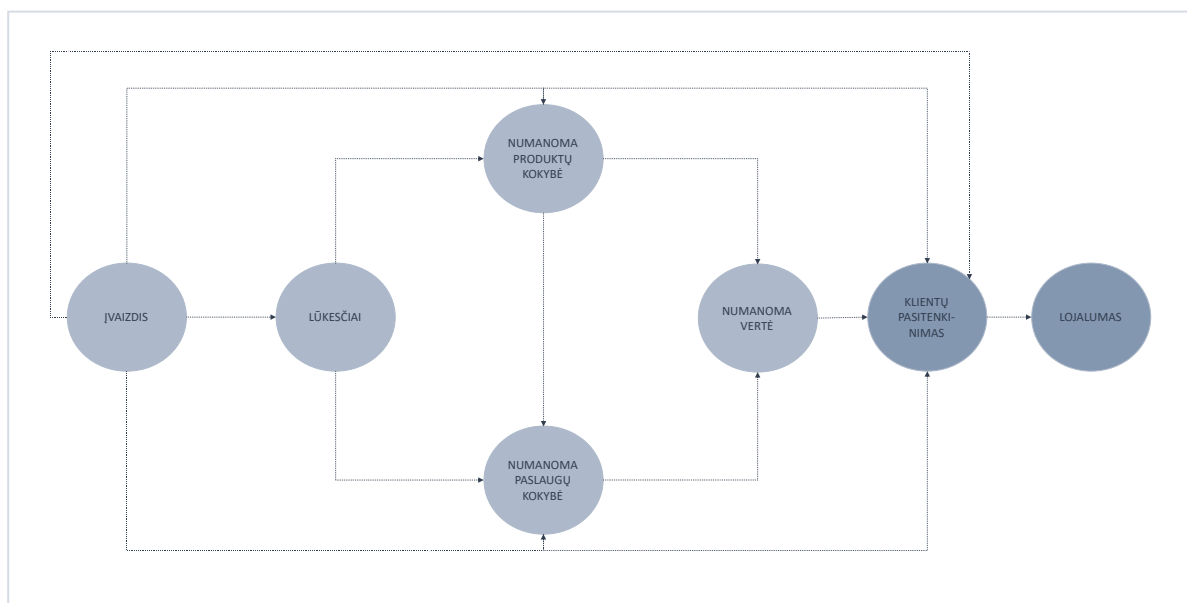 NUMANOMA
PRODUKTŲ
KOKYBĖ
ĮVAIZDIS
LŪKESČIAI
NUMANOMA
VERTĖ
KLIENTŲ
PASITENKI-
NIMAS
LOJALUMAS
NUMANOMA
PASLAUGŲ
KOKYBĖ